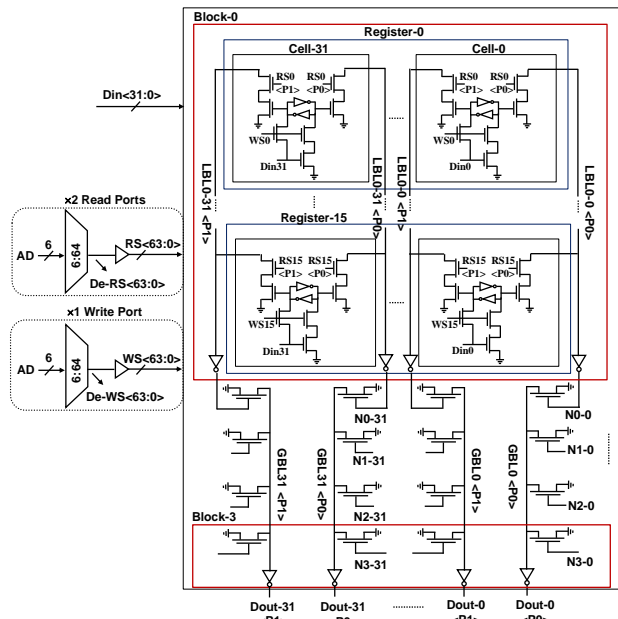 Block-0
Register-0
Cell-31
Cell-0
RS0 <P1>
RS0 <P0>
RS0 <P1>
RS0 <P0>
WS0
Din31
WS0
Din0
Din<31:0>
LBL0-31 <P1>
LBL0-31 <P0>
LBL0-0 <P1>
LBL0-0 <P0>
×2 Read Ports
AD
6
6:64
RS<63:0>
De-RS<63:0>
Register-15
RS15 <P1>
RS15 <P0>
RS15 <P1>
RS15 <P0>
WS15
Din31
WS15
Din0
×1 Write Port
AD
6
6:64
WS<63:0>
De-WS<63:0>
N0-31
N0-0
N1-31
N1-0
GBL31 <P1>
GBL31 <P0>
GBL0 <P1>
GBL0 <P0>
N2-31
N2-0
Block-3
N3-31
N3-0
Dout-31
Dout-31
Dout-0
Dout-0